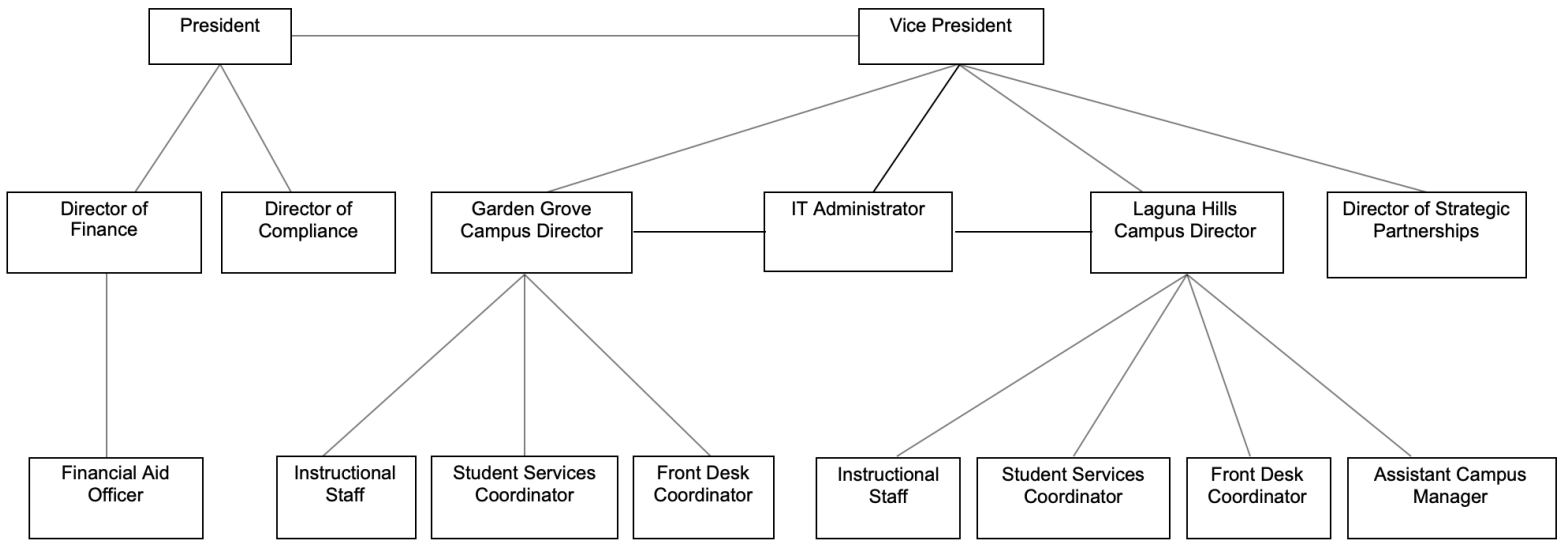 President
Vice President
Director of
Finance
Director of
Compliance
Garden Grove
Campus Director
IT Administrator
Laguna Hills
Campus Director
Director of Strategic
Partnerships
Financial Aid
Officer
Instructional
Staff
Student Services
Coordinator
Front Desk
Coordinator
Instructional
Staff
Student Services
Coordinator
Front Desk
Coordinator
Assistant Campus
Manager